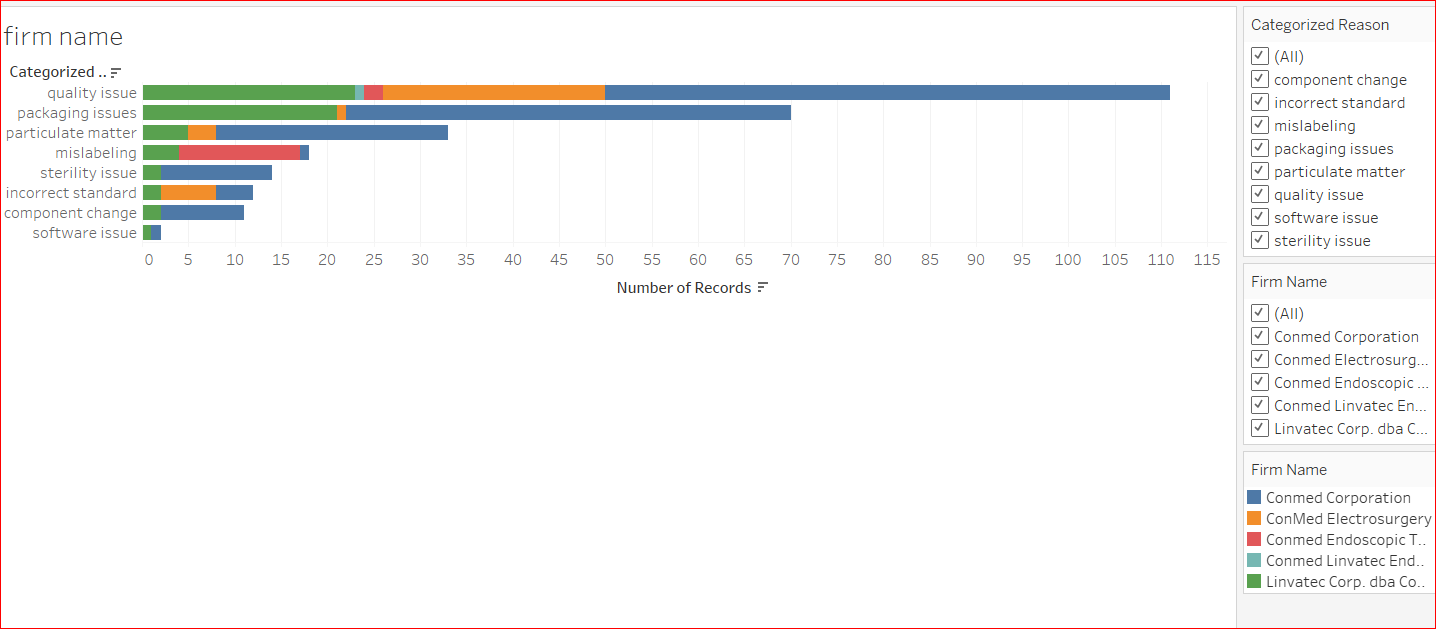 firm name
Categorized ..
quality issue
packaging issues
particulate matter
mislabeling
sterility issue
incorrect standard
component change
software issue
0 5 10 15 20 25 30 35 40 45 50 55 60 65 70 75 80 85 90 95 100 105 110 115
Number of Records
Categorized Reason
(All)
component change
incorrect standard
mislabeling
packaging issues
particulate matter
quality issue
software issue
sterility issue
Firm Name
(All)
Conmed Corporation
Conmed Electrosurg...
Conmed Endoscopic ...
Conmed Linvatec En...
Linvatec Corp. dba C...
Firm Name
Conmed Corporation
ConMed Electrosurgery
Conmed Endoscopic T..
Conmed Linvatec End..
Linvatec Corp. dba Co..